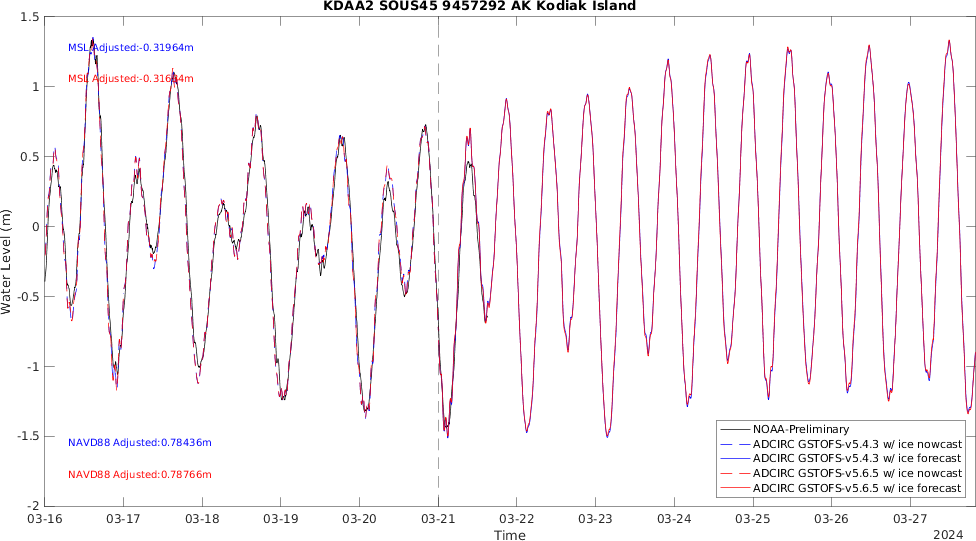 KDAA2 SOUS45 9457292 AK Kodiak Island
1.5
1
0.5
0
-0.5
-1
-1.5
-2
Water Level (m)
MSL Adjusted:-0.31964m
MSL Adjusted:-0.31634m
NAVD88 Adjusted:0.78436m
NAVD88 Adjusted:0.78766m
NOAA-Preliminary
ADCIRC GSTOFS-v5.4.3 w/ ice nowcast
ADCIRC GSTOFS-v5.4.3 w/ ice forecast
ADCIRC GSTOFS-v5.6.5 w/ ice nowcast
ADCIRC GSTOFS-v5.6.5 w/ ice forecast
03-16 03-17 03-18 03-19 03-20 03-21 03-22 03-23 03-24 03-25 03-26 03-27
Time
2024